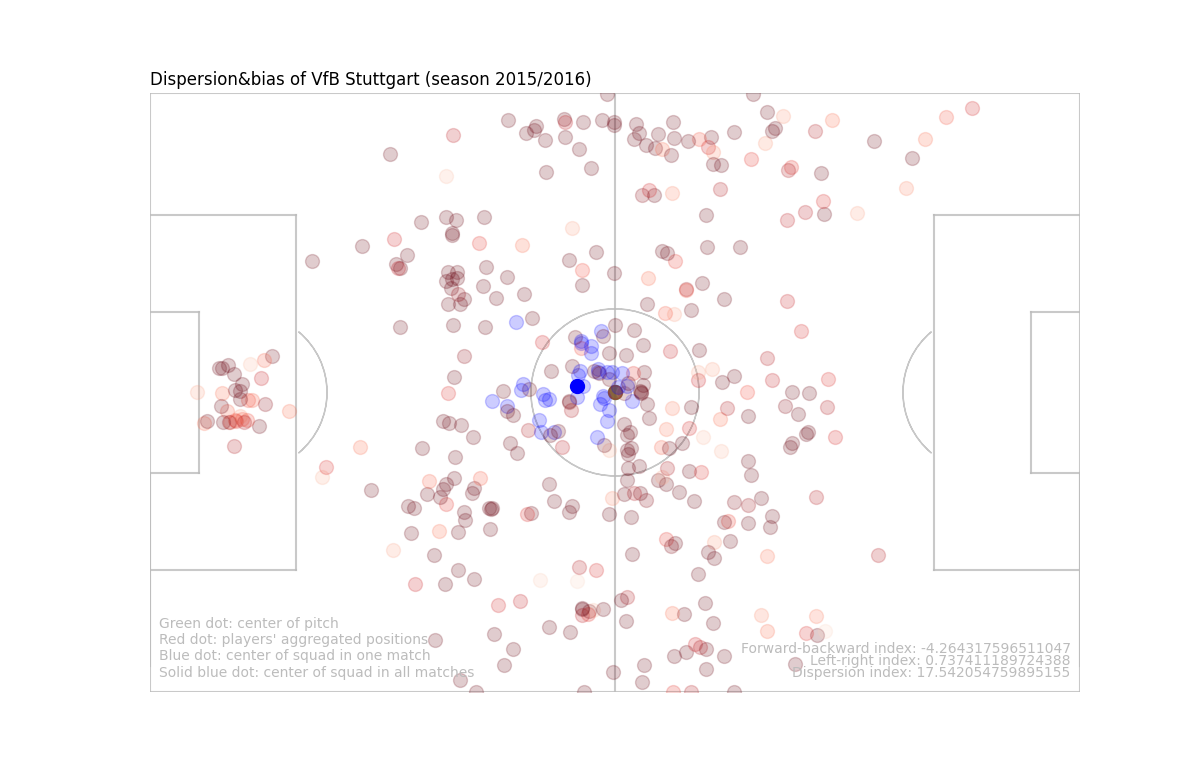 Dispersion&bias of VfB Stuttgart (season 2015/2016)
Green dot: center of pitch
Red dot: players' aggregated positions
Blue dot: center of squad in one match
Solid blue dot: center of squad in all matches
Forward-backward index: -4.264317596511047
Left-right index: 0.737411189724388
Dispersion index: 17.542054759895155